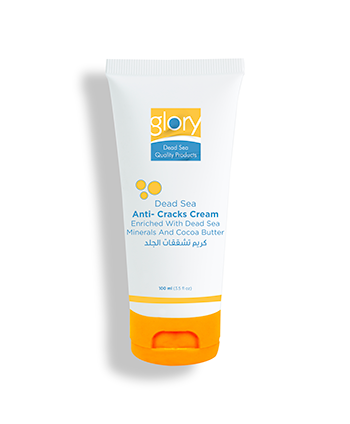 glory
Dead Sea
Quality Products
Dead Sea
Anti- Cracks Cream
Enriched With Dead Sea
Minerals And Cocoa Butter
كريم تشققات الجلد
100 ml (3.5 fl oz)